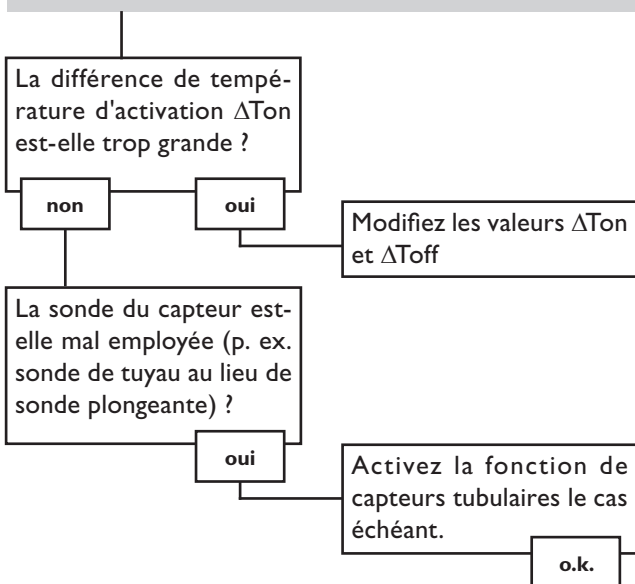 La différence de tempé-
rature d'activation ΔTon
est-elle trop grande ?
non
oui
Modifiez les valeurs ΔTon
et ΔToff
La sonde du capteur est-
elle mal employée (p. ex.
sonde de tuyau au lieu de
sonde plongeante) ?
oui
Activez la fonction de
capteurs tubulaires le cas
échéant.
o.k.